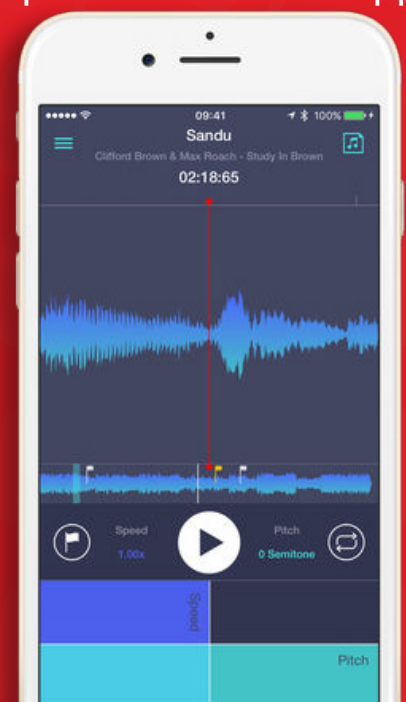 09:41
100%
Sandu
Clifford Brown & Max Roach - Study In Brown
02:18:65
Speed
Pitch
1.00x
0 Semitone
Speed
Pitch